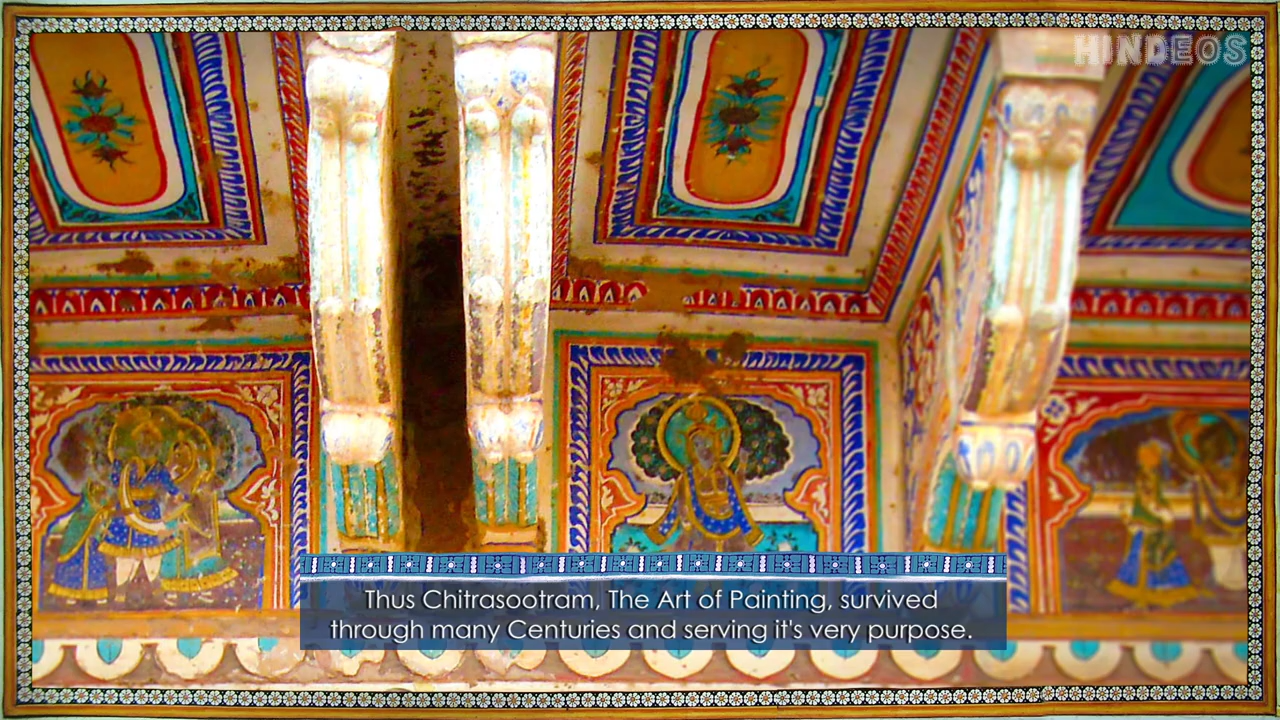 HINDEOS
Thus Chitrasootram, The Art of Painting, survived
through many Centuries and serving it's very purpose.